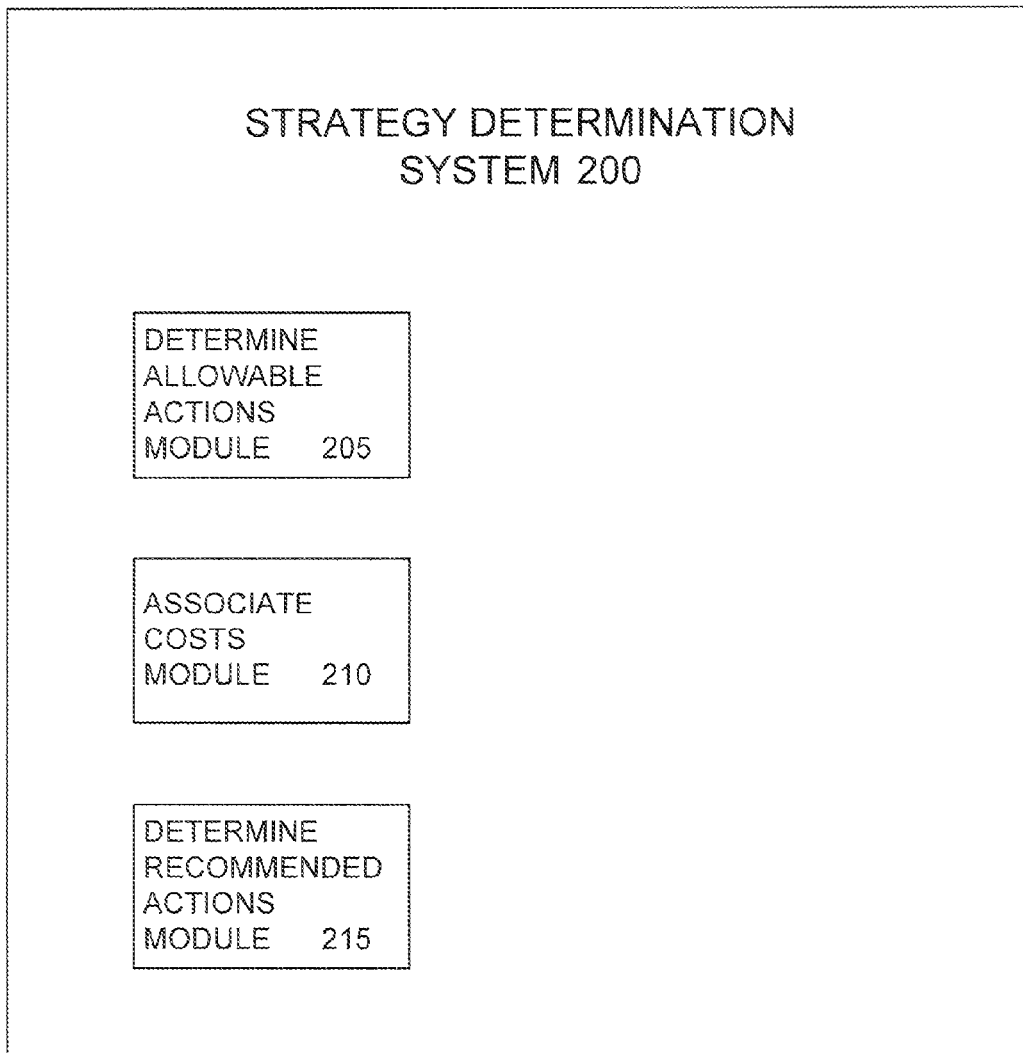 STRATEGY DETERMINATION
SYSTEM 200
DETERMINE
ALLOWABLE
ACTIONS
MODULE 205
ASSOCIATE
COSTS
MODULE 210
DETERMINE
RECOMMENDED
ACTIONS
MODULE 215